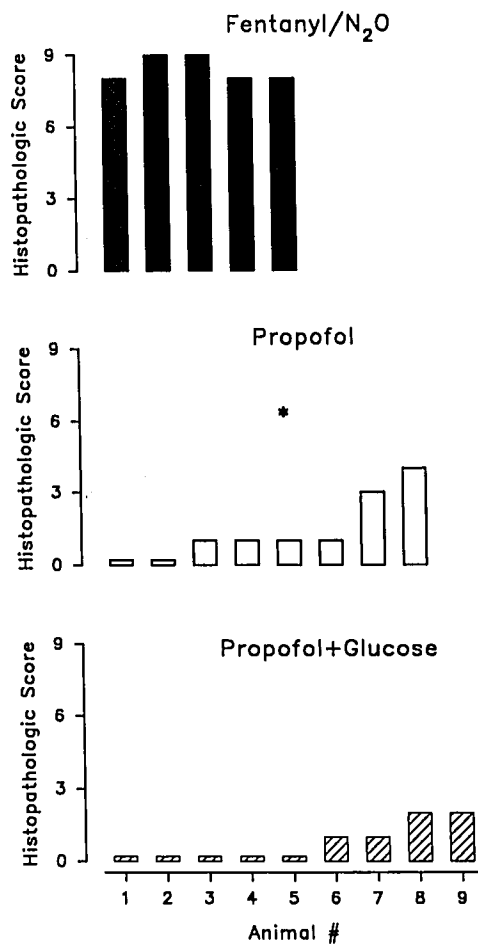 Fentanyl/N₂O
Histopathologic Score
9
6
3
0
Propofol
Histopathologic Score
9
6
3
0
*
Propofol+Glucose
Histopathologic Score
9
6
3
0
1 2 3 4 5 6 7 8 9
Animal #